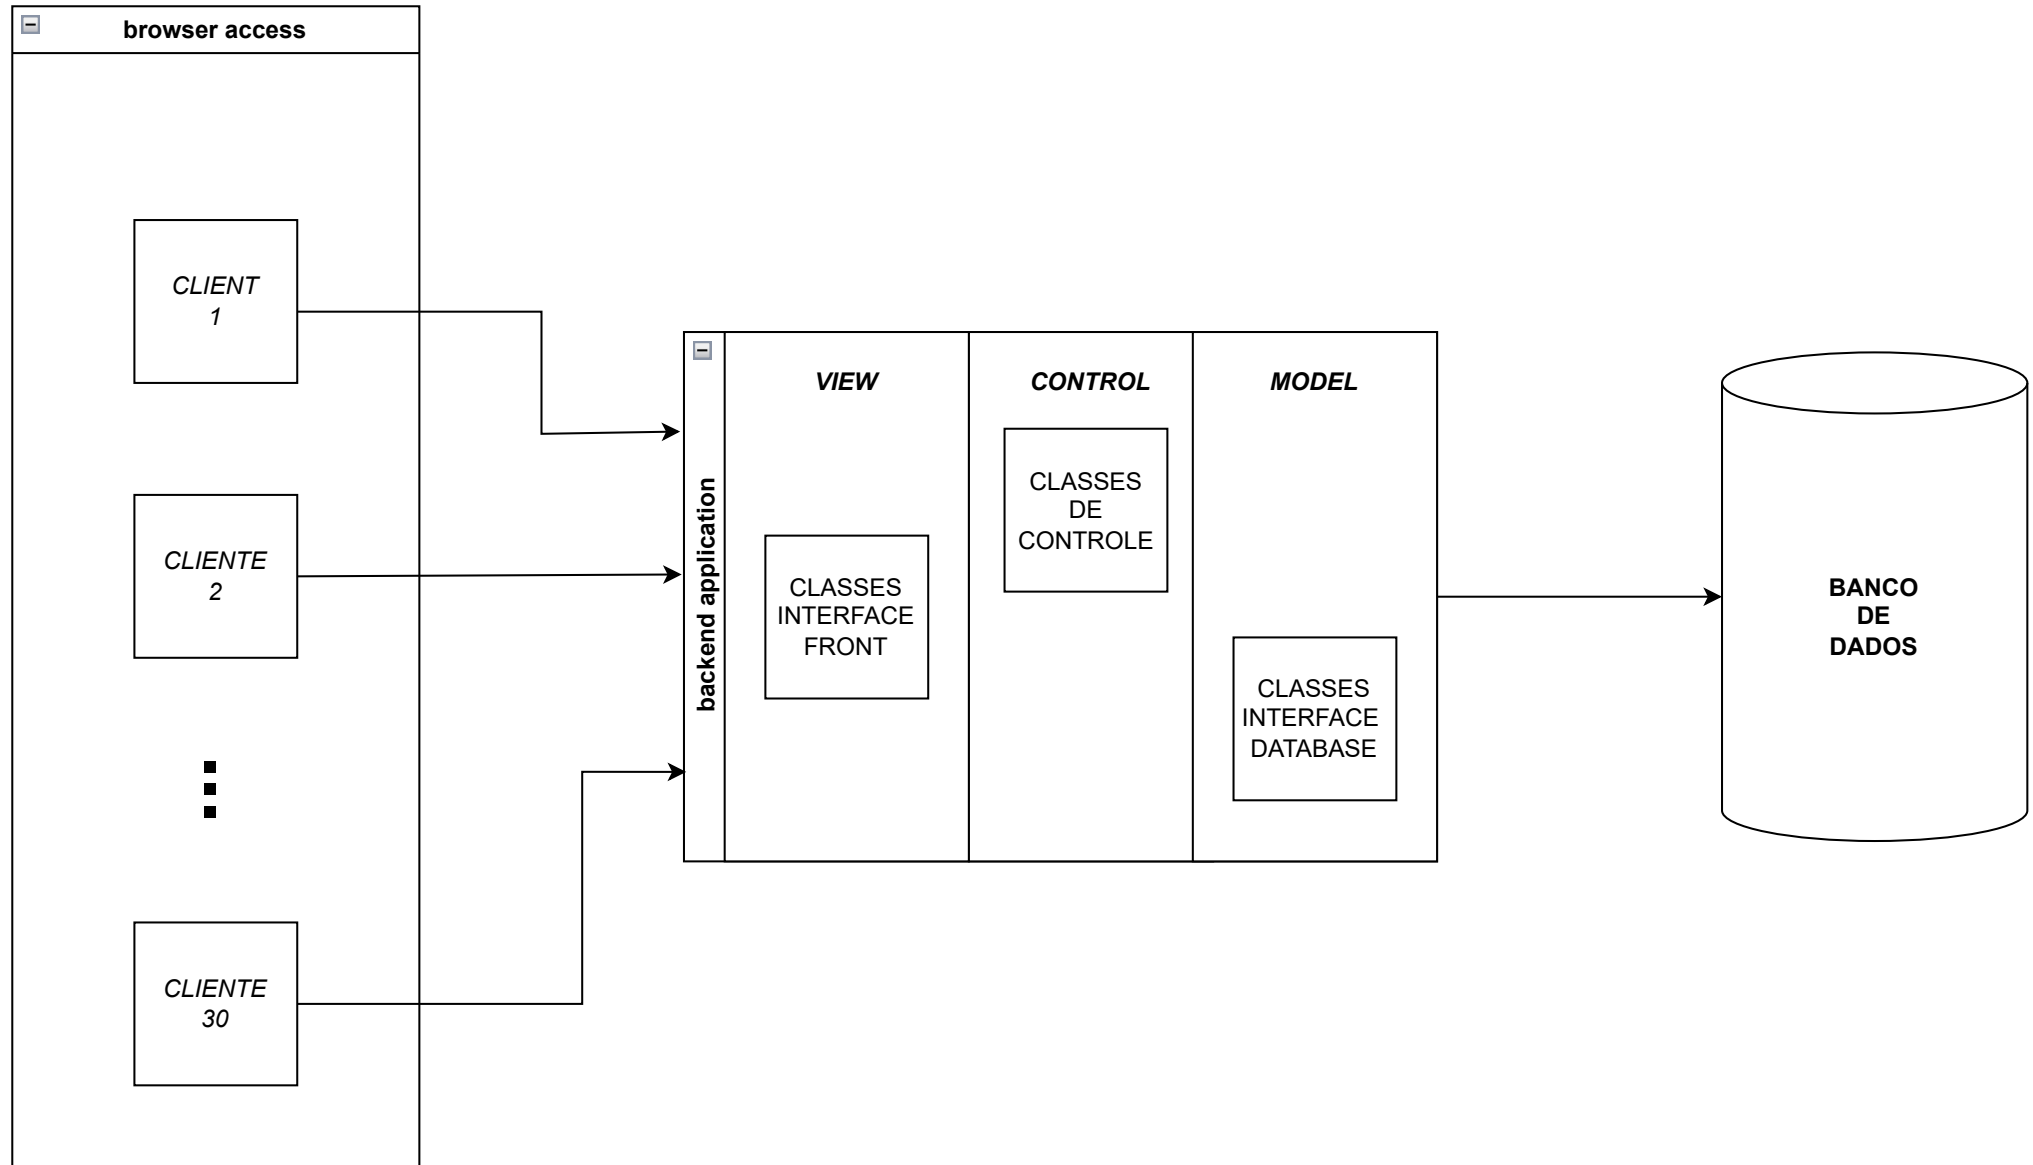 browser access
CLIENT
1
CLIENTE
2
CLIENTE
30
backend application
VIEW
CLASSES
INTERFACE
FRONT
CONTROL
CLASSES
DE
CONTROLE
MODEL
CLASSES
INTERFACE
DATABASE
BANCO
DE
DADOS